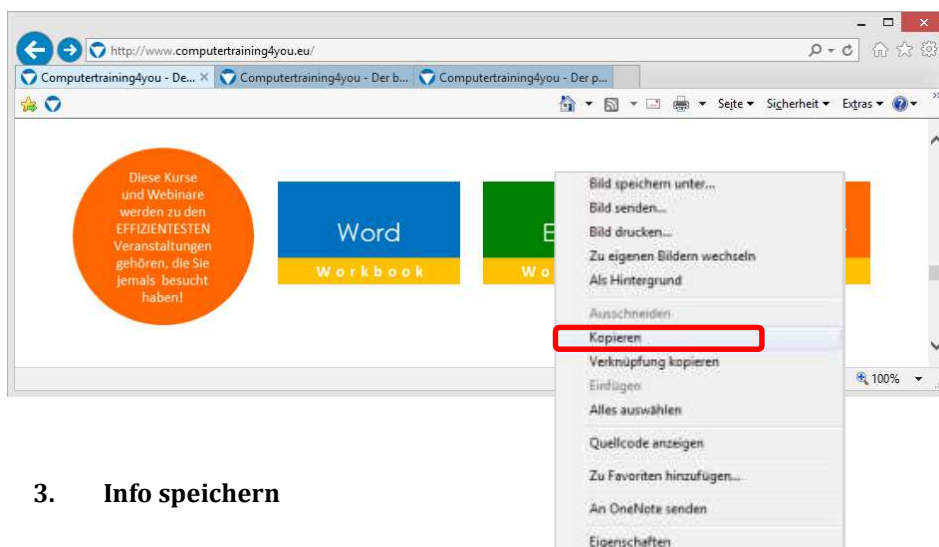 http://www.computertraining4you.eu/
Computertraining4you - De...
Computertraining4you - Der b...
Computertraining4you - Der p...
Seite
Sicherheit
Extras
Diese Kurse
und Webinare
werden zu den
EFFIZIENTESTEN
Veranstaltungen
gehören, die Sie
jemals besucht
haben!
Word
Workbook
E
Wo
Bild speichern unter...
Bild senden...
Bild drucken...
Zu eigenen Bildern wechseln
Als Hintergrund
Ausschneiden
Kopieren
Verknüpfung kopieren
Einfügen
Alles auswählen
Quellcode anzeigen
Zu Favoriten hinzufügen...
An OneNote senden
Eigenschaften
100%
3. Info speichern